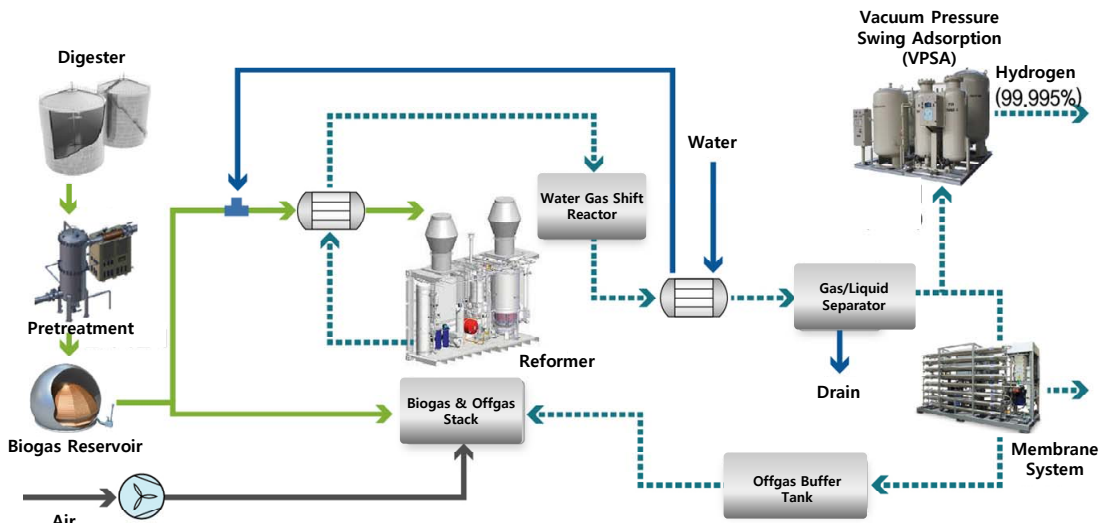 Vacuum Pressure
Swing Adsorption
(VPSA)
Digester
Hydrogen
(99.995%)
Water
Water Gas Shift
Reactor
Gas/Liquid
Separator
Pretreatment
Reformer
Drain
Biogas & Offgas
Stack
Biogas Reservoir
Membrane
System
Offgas Buffer
Tank
Air